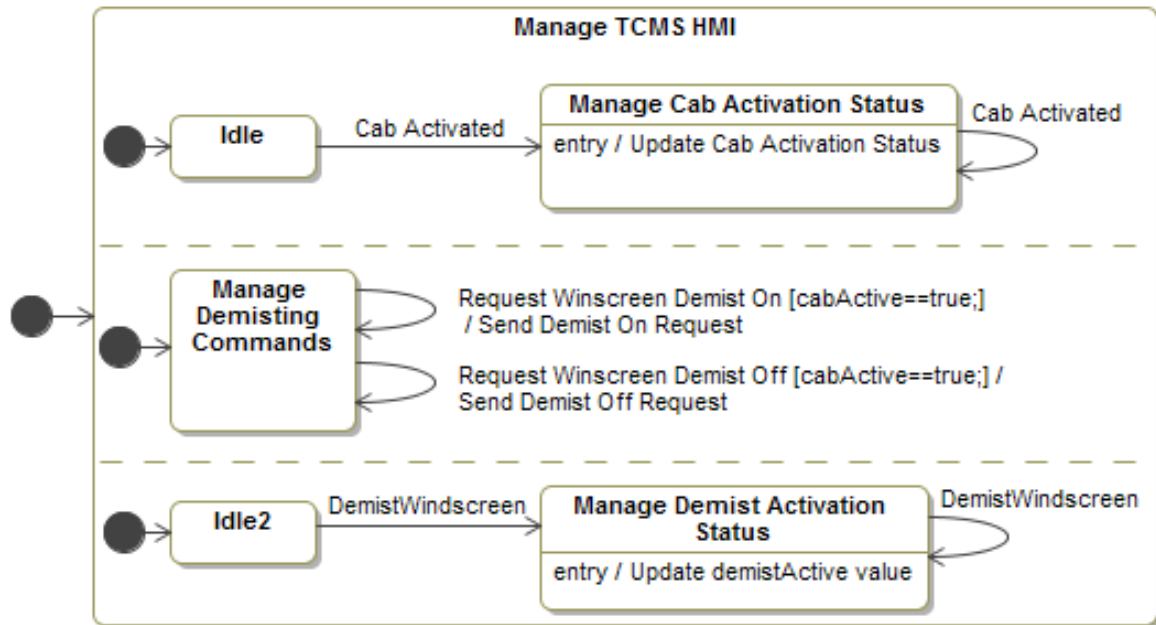 Manage TCMS HMI
Idle
Cab Activated
Manage Cab Activation Status
entry / Update Cab Activation Status
Cab Activated
Manage
Demisting
Commands
Request Winscreen Demist On [cabActive==true;]
/ Send Demist On Request
Request Winscreen Demist Off [cabActive==true;] /
Send Demist Off Request
Idle2
DemistWindscreen
Manage Demist Activation
Status
entry / Update demistActive value
DemistWindscreen